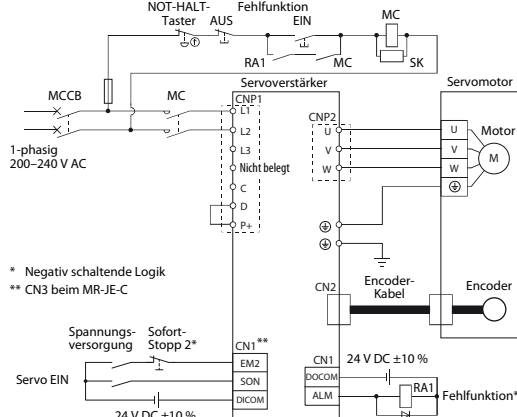 NOT-HALT-
Taster
AUS
Fehlfunktion
EIN
MC
RA1
MC
SK
MCCB
MC
Servoverstärker
Servomotor
CNP1
L1
L2
L3
Nicht belegt
C
D
P+
CNP2
U
V
W
U
V
W
Motor
M
1-phasig
200–240 V AC
* Negativ schaltende Logik
** CN3 beim MR-JE-C
CN2
Encoder-
Kabel
Encoder
Spannungs-
versorgung
Sofort-
Stopp 2*
Servo EIN
CN1**
EM2
SON
DICOM
24 V DC ±10 %
CN1
DOCOM
ALM
24 V DC ±10 %
RA1
Fehlfunktion*